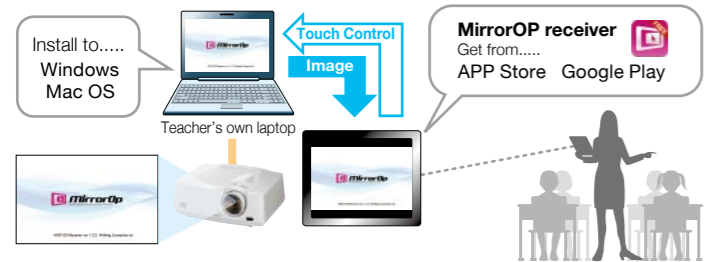 Install to.....
Windows
Mac OS
MirrorOp
Touch Control
Image
MirrorOP receiver
Get from.....
APP Store Google Play
Teacher's own laptop
MirrorOp
MirrorOp